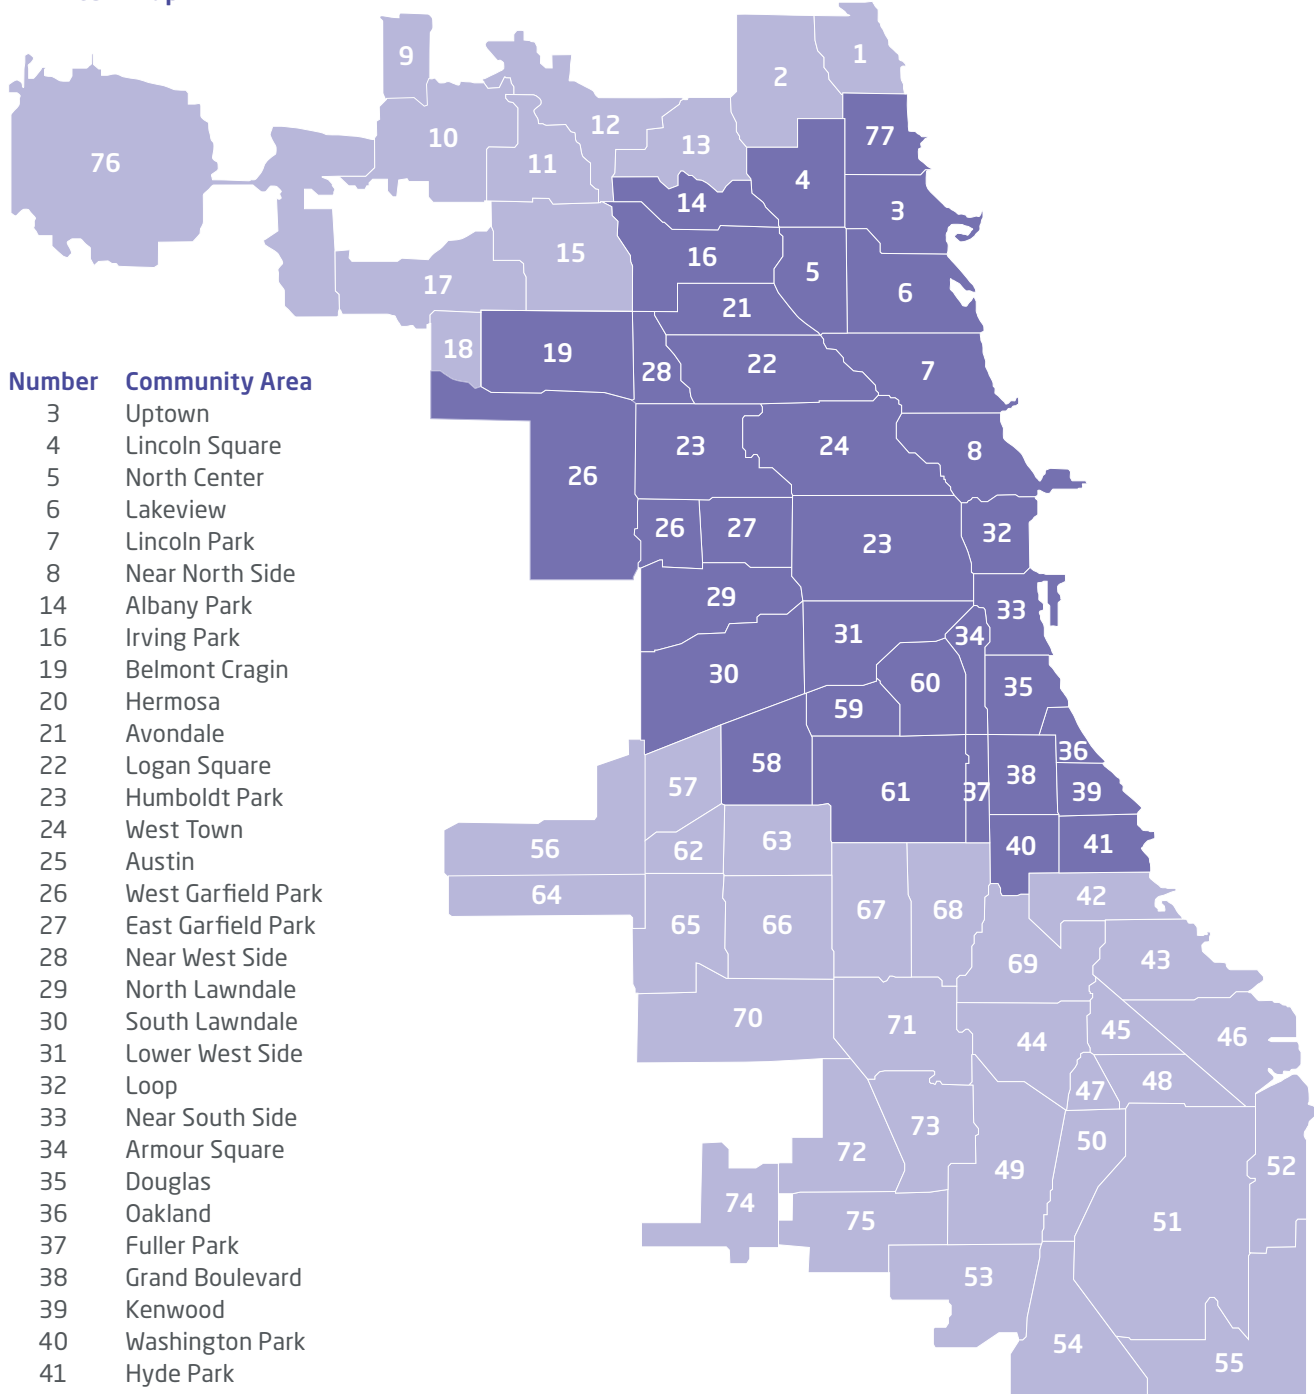 9
1
2
76
10
12
13
77
11
4
14
3
15
16
5
17
6
21
18
19
28
22
7
Number Community Area
3 Uptown
4 Lincoln Square
5 North Center
6 Lakeview
7 Lincoln Park
8 Near North Side
14 Albany Park
16 Irving Park
19 Belmont Cragin
20 Hermosa
21 Avondale
22 Logan Square
23 Humboldt Park
24 West Town
25 Austin
26 West Garfield Park
27 East Garfield Park
28 Near West Side
29 North Lawndale
30 South Lawndale
31 Lower West Side
32 Loop
33 Near South Side
34 Armour Square
35 Douglas
36 Oakland
37 Fuller Park
38 Grand Boulevard
39 Kenwood
40 Washington Park
41 Hyde Park
23
24
8
26
26
27
23
32
29
33
31
34
30
60
35
59
36
58
38
57
61
37
39
56
62
63
40
41
64
42
65
66
67
68
69
43
70
71
44
45
46
47
48
73
50
72
49
52
74
75
51
53
54
55